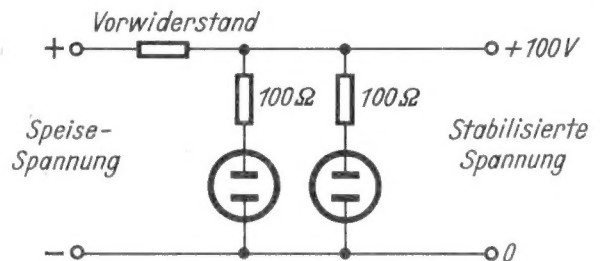 Vorwiderstand
+
+100V
100Ω
100Ω
Speise-
Spannung
Stabilisierte
Spannung
−
0